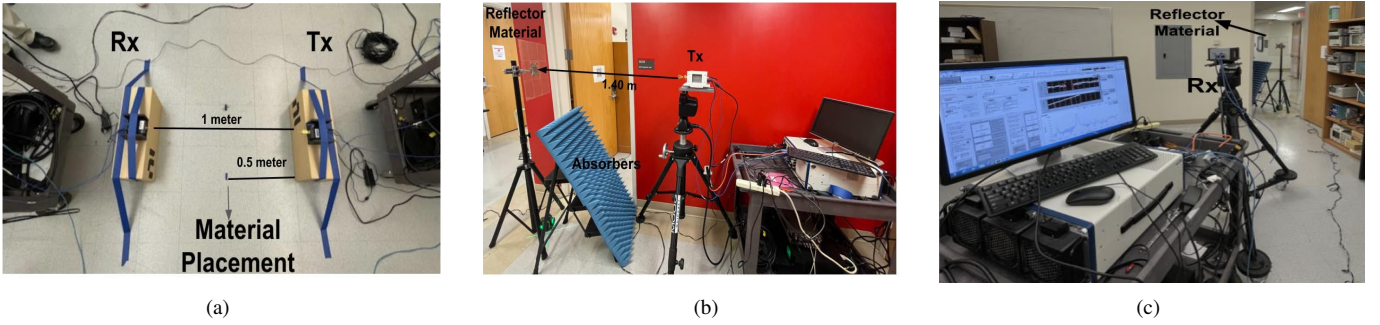 Rx
Tx
1 meter
0.5 meter
Material
Placement
(a)
Reflector
Material
Tx
1.40 m
Absorbers
(b)
Reflector
Material
Rx
(c)